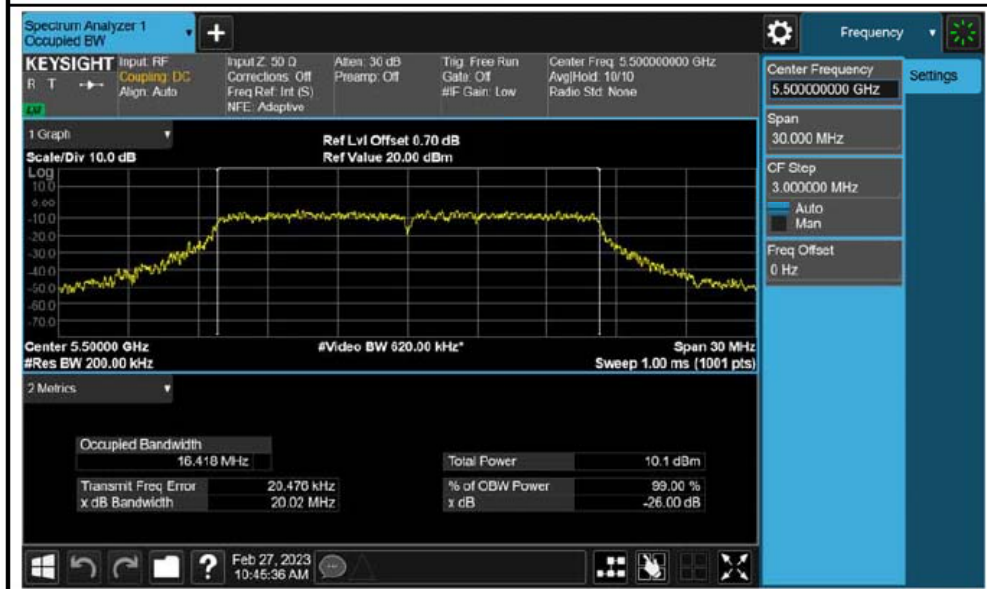 Spectrum Analyzer 1
Occupied BW
+
Frequency
KEYSIGHT
R T
Input: RF
Coupling: DC
Align: Auto
Input Z: 50 Ω
Corrections: Off
Freq Ref: Int (S)
NFE: Adaptive
Atten: 30 dB
Preamp: Off
Trig: Free Run
Gate: Off
#IF Gain: Low
Center Freq: 5.500000000 GHz
Avg|Hold: 10/10
Radio Std: None
Center Frequency
5.500000000 GHz
Settings
Span
30.000 MHz
CF Step
3.000000 MHz
Auto
Man
Freq Offset
0 Hz
1 Graph
Scale/Div 10.0 dB
Ref Lvl Offset 0.70 dB
Ref Value 20.00 dBm
Log
10.0
0.00
-10.0
-20.0
-30.0
-40.0
-50.0
-60.0
-70.0
Center 5.50000 GHz
#Video BW 620.00 kHz*
Span 30 MHz
#Res BW 200.00 kHz
Sweep 1.00 ms (1001 pts)
2 Metrics
Occupied Bandwidth
16.418 MHz
Total Power 10.1 dBm
Transmit Freq Error 20.476 kHz
% of OBW Power 99.00 %
x dB Bandwidth 20.02 MHz
x dB -26.00 dB
?
Feb 27, 2023
10:45:36 AM